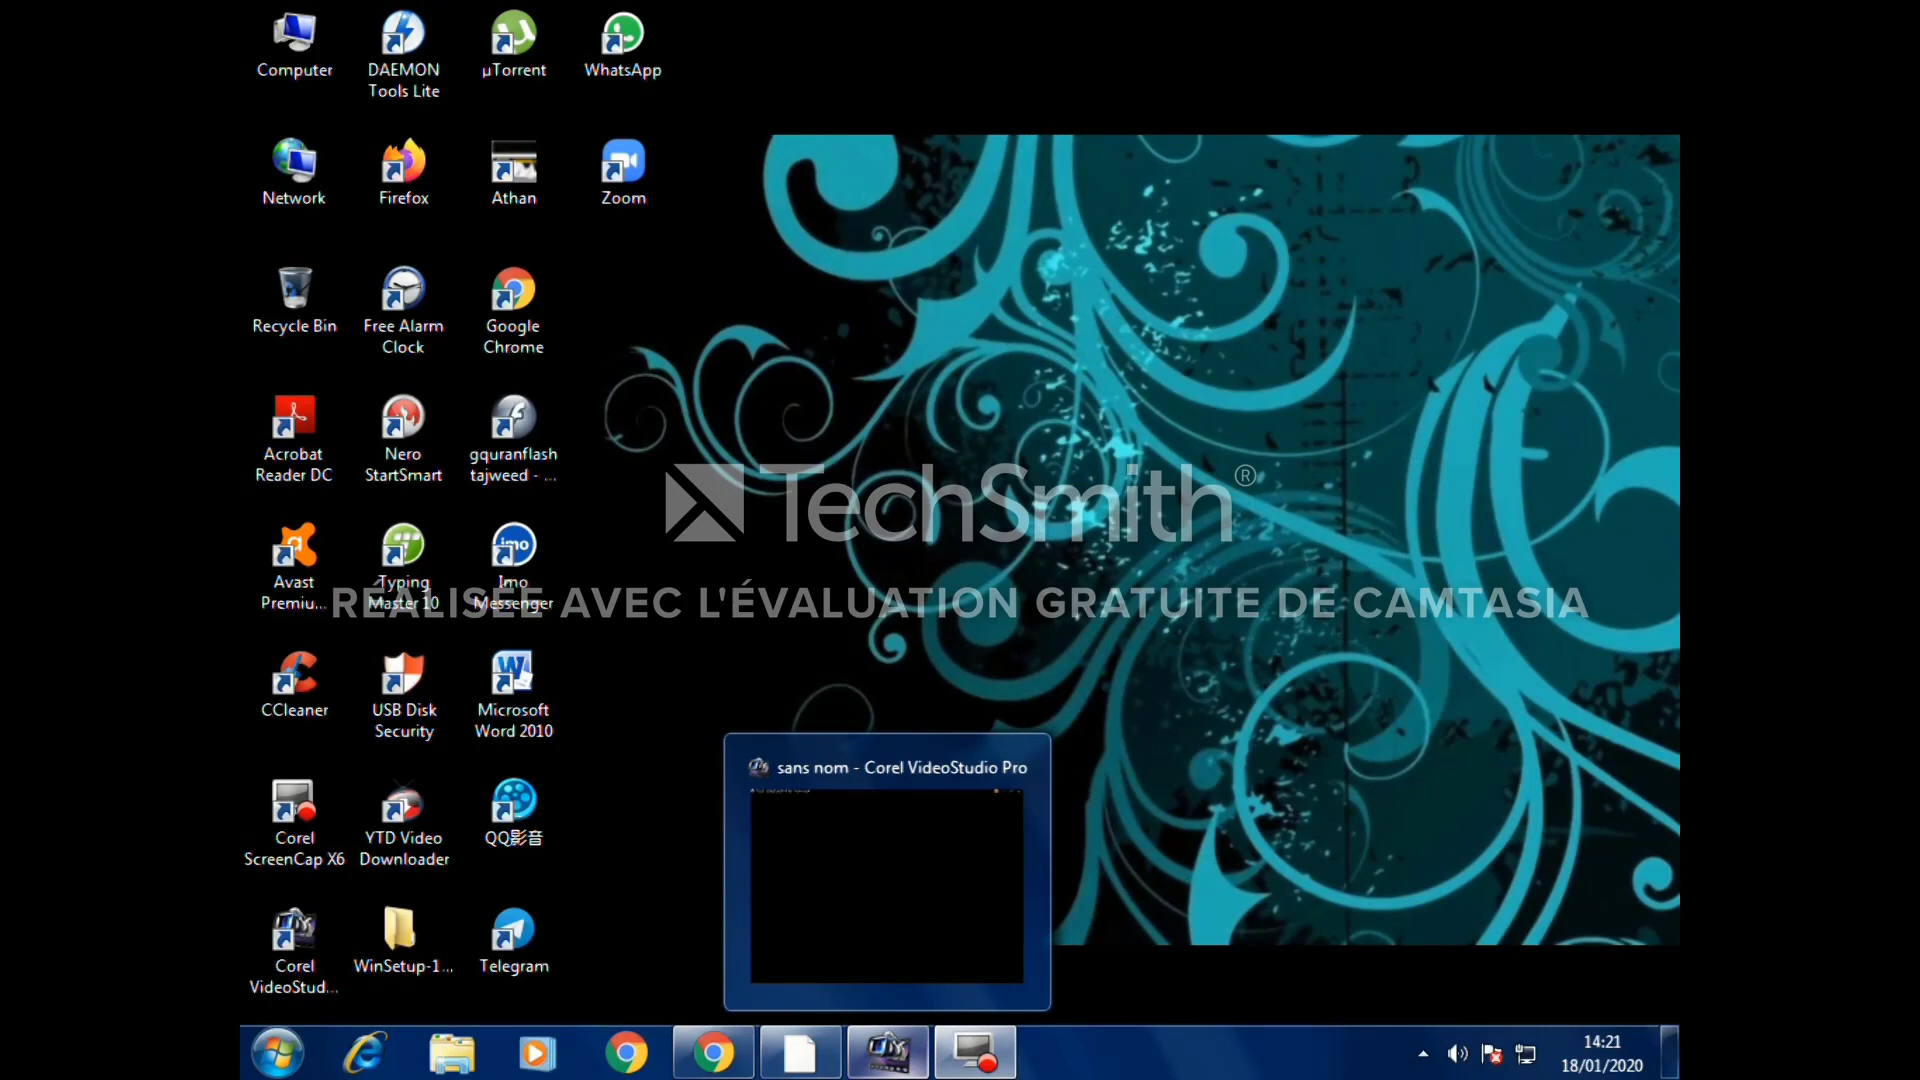 Computer
DAEMON
Tools Lite
µTorrent
WhatsApp
Network
Firefox
Athan
Zoom
Recycle Bin
Free Alarm
Clock
Google
Chrome
Acrobat
Reader DC
Nero
StartSmart
gquranflash
tajweed - ...
TechSmith®
Avast
Premiu...
Typing
Master 10
imo
Imo
Messenger
RÉALISÉE AVEC L'ÉVALUATION GRATUITE DE CAMTASIA
CCleaner
USB Disk
Security
Microsoft
Word 2010
sans nom - Corel VideoStudio Pro
Corel
ScreenCap X6
YTD Video
Downloader
QQ影音
Corel
VideoStud...
WinSetup-1...
Telegram
14:21
18/01/2020